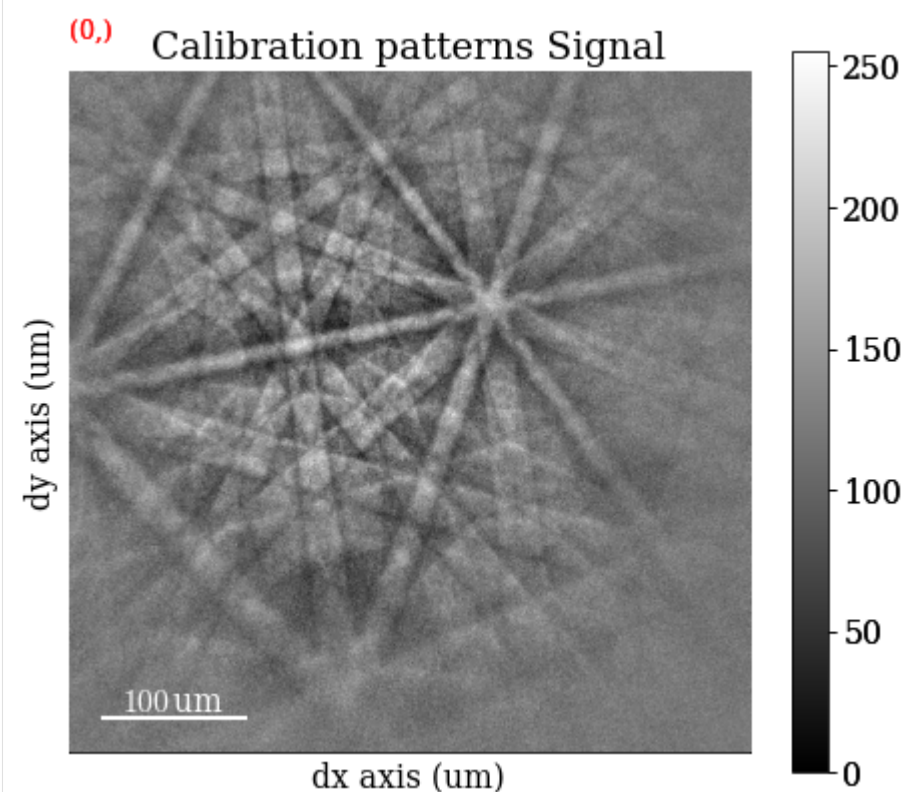 (0,)
Calibration patterns Signal
250
200
150
100
50
0
dy axis (um)
100 um
dx axis (um)